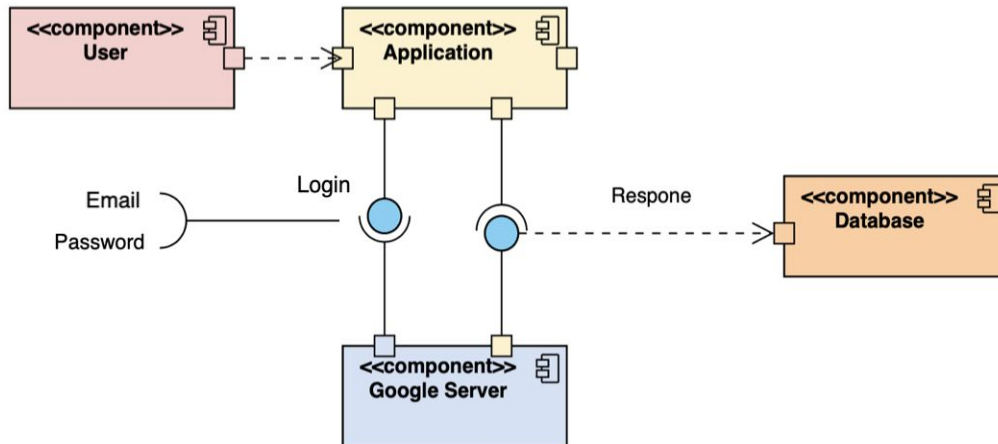 <<component>>
User
<<component>>
Application
Login
Email
Password
Respone
<<component>>
Database
<<component>>
Google Server